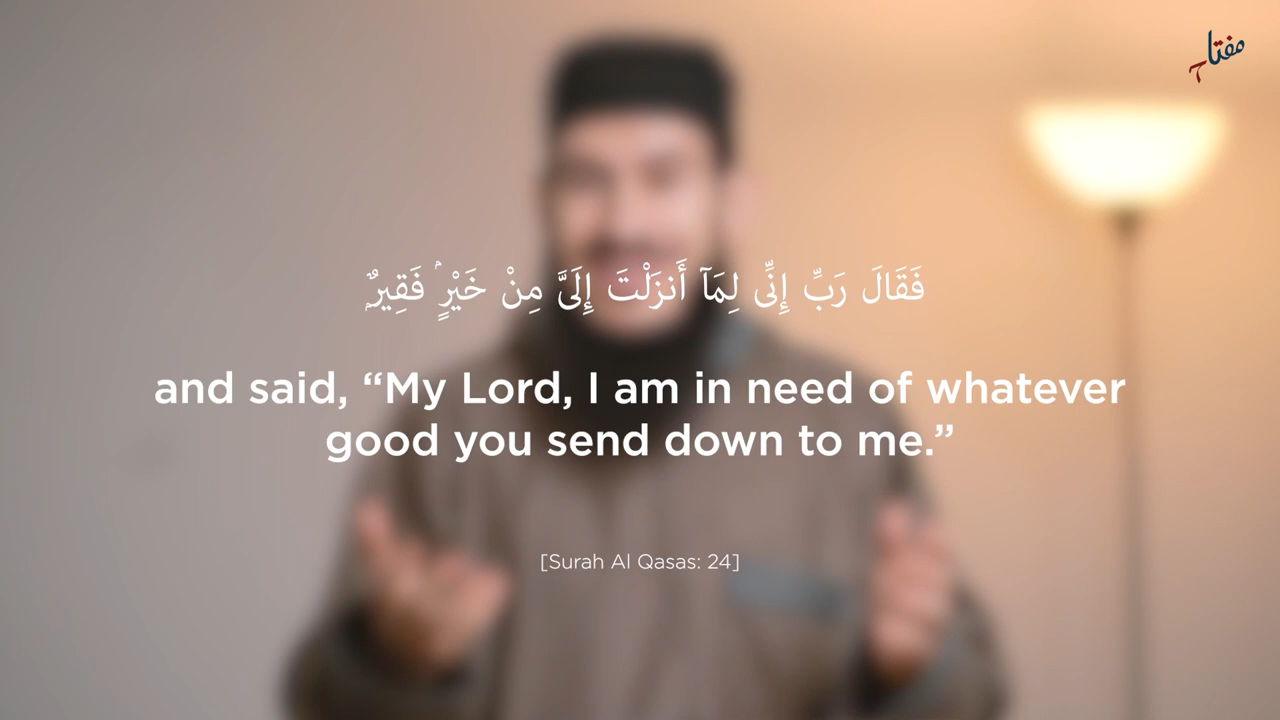 مفتاح
فَقَالَ رَبِّ إِنِّى لِمَآ أَنزَلْتَ إِلَىَّ مِنْ خَيْرٍۢ فَقِيرٌۭ
and said, “My Lord, I am in need of whatever
good you send down to me.”
[Surah Al Qasas: 24]